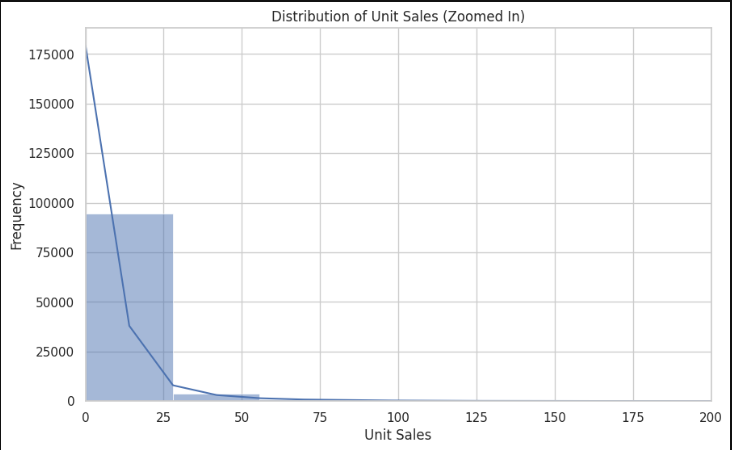 Distribution of Unit Sales (Zoomed In)
175000
150000
125000
100000
75000
50000
25000
0
Frequency
0 25 50 75 100 125 150 175 200
Unit Sales